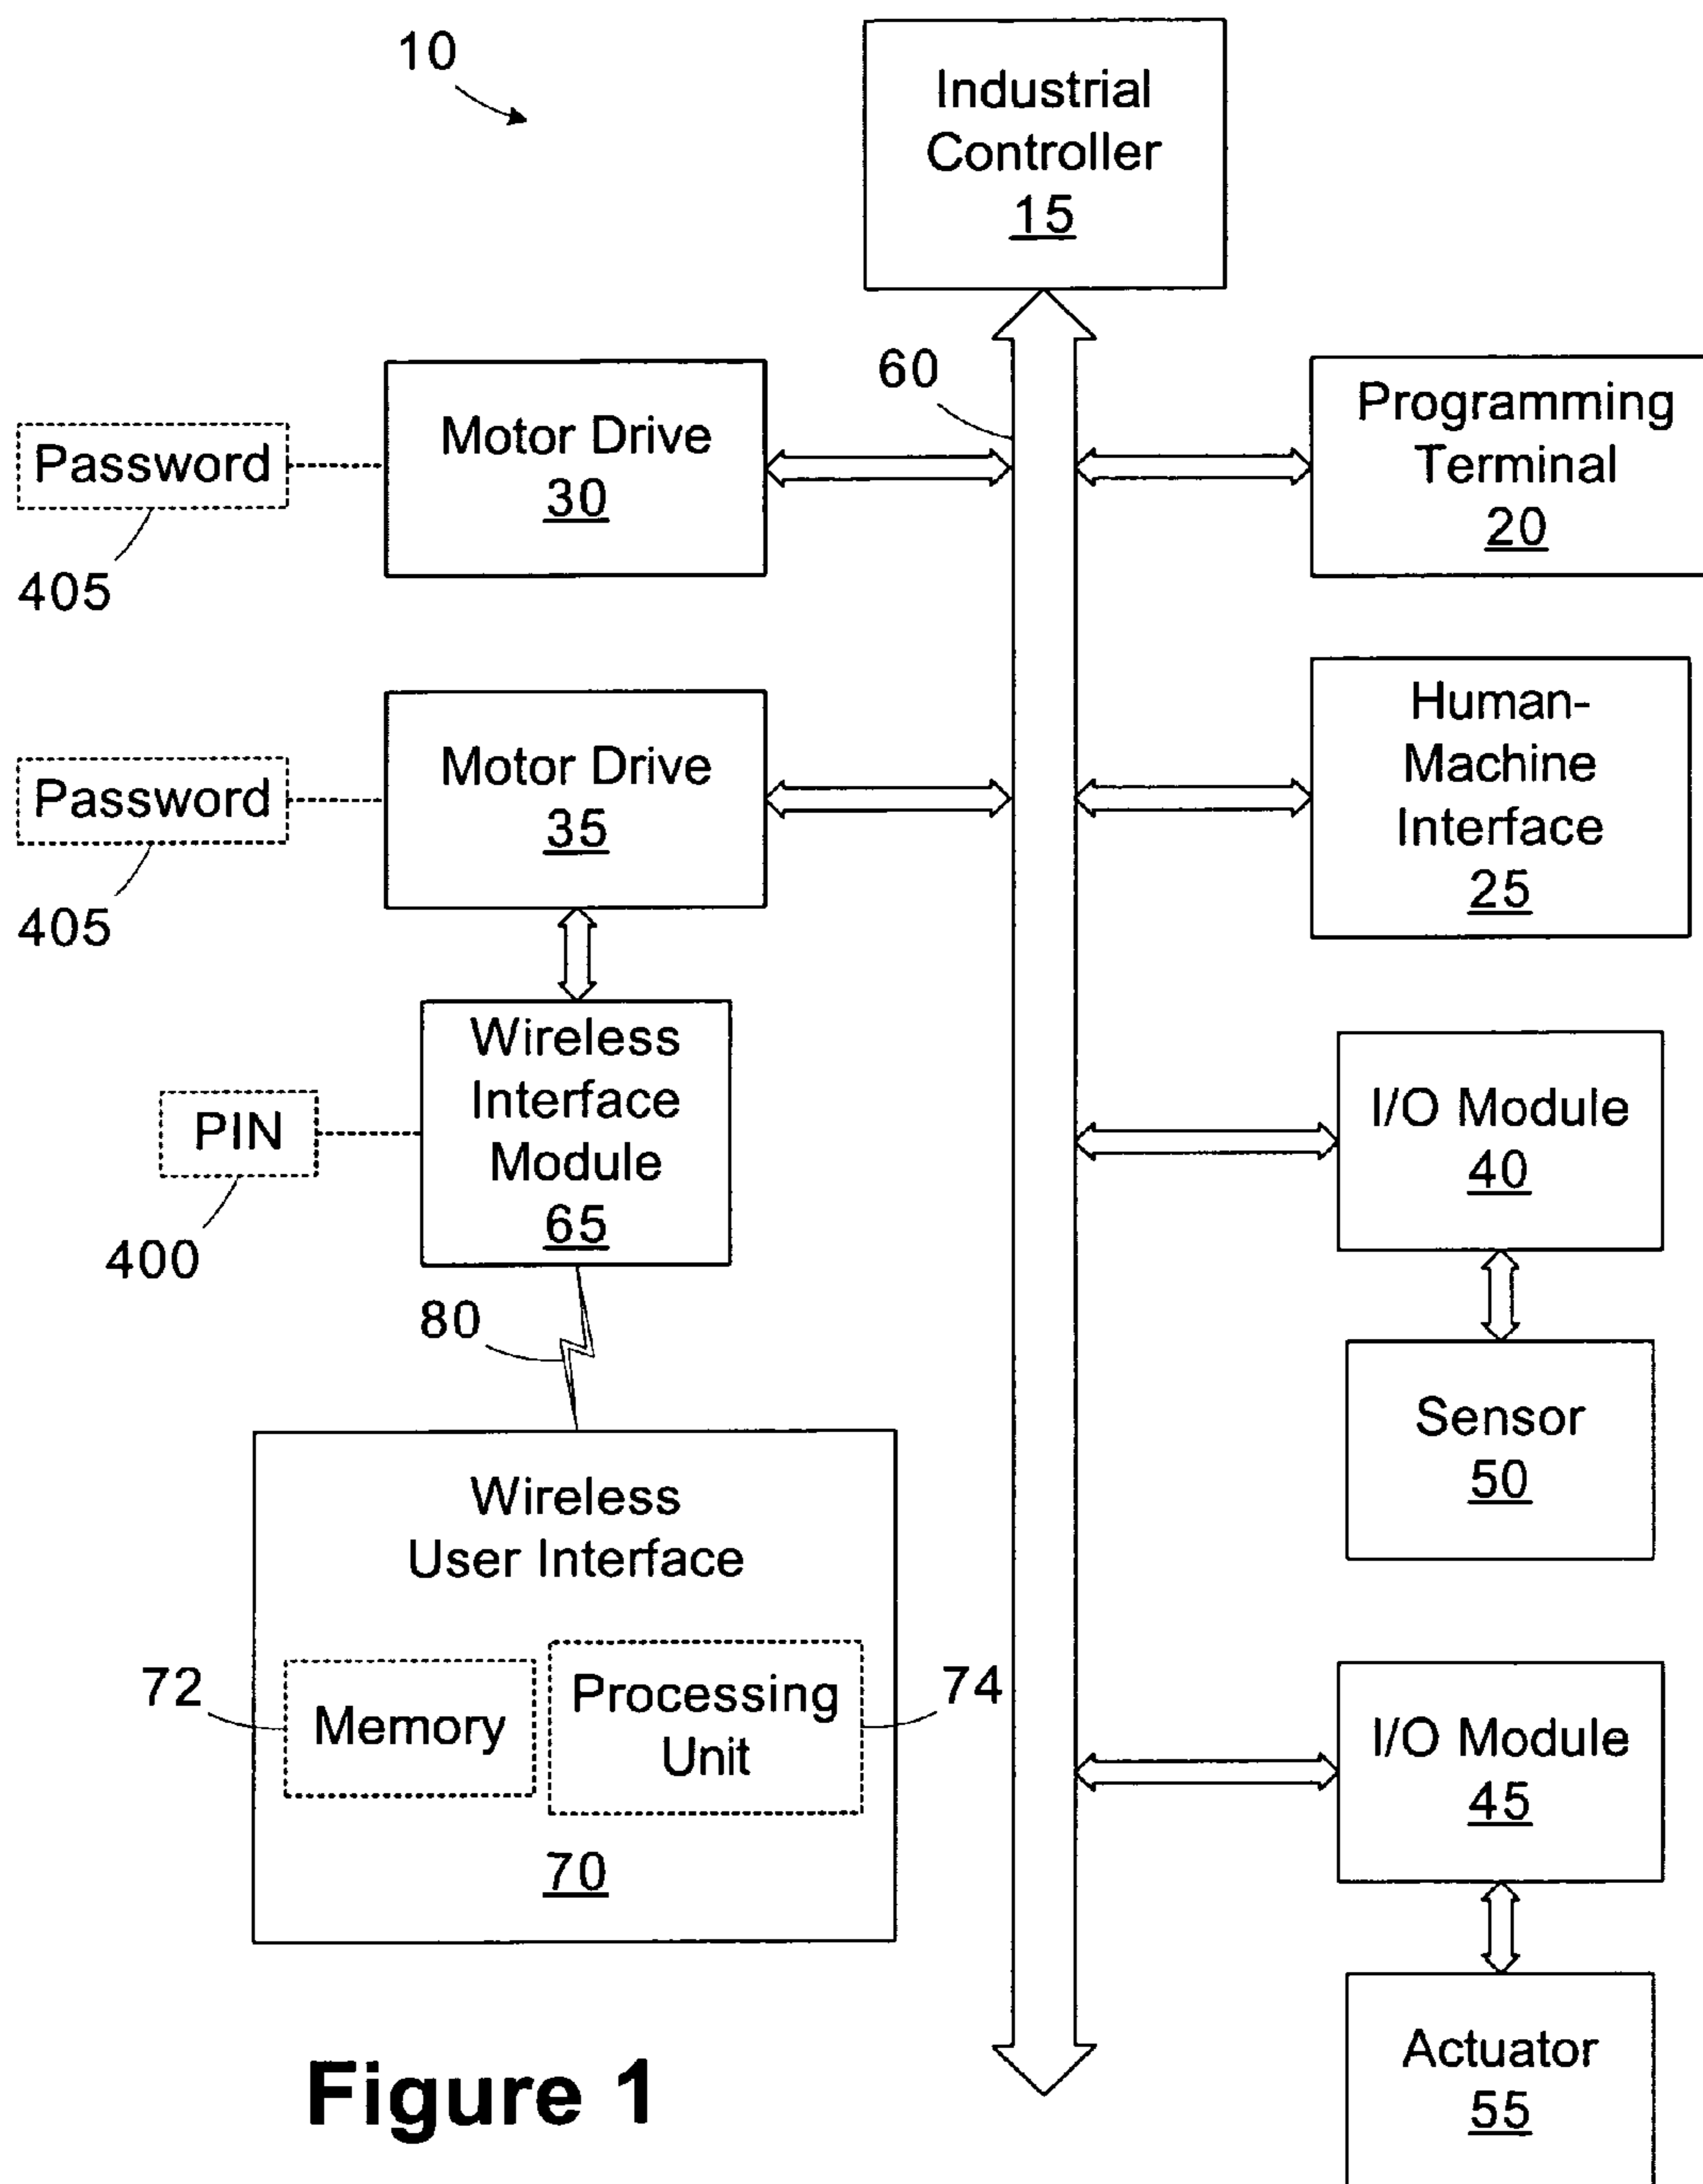 10
Industrial
Controller
15
60
Motor Drive
30
Password
405
Programming
Terminal
20
Motor Drive
35
Password
405
Human-
Machine
Interface
25
Wireless
Interface
Module
65
PIN
400
I/O Module
40
80
Sensor
50
Wireless
User Interface
72
Memory
Processing
Unit
74
70
I/O Module
45
Actuator
55
Figure 1